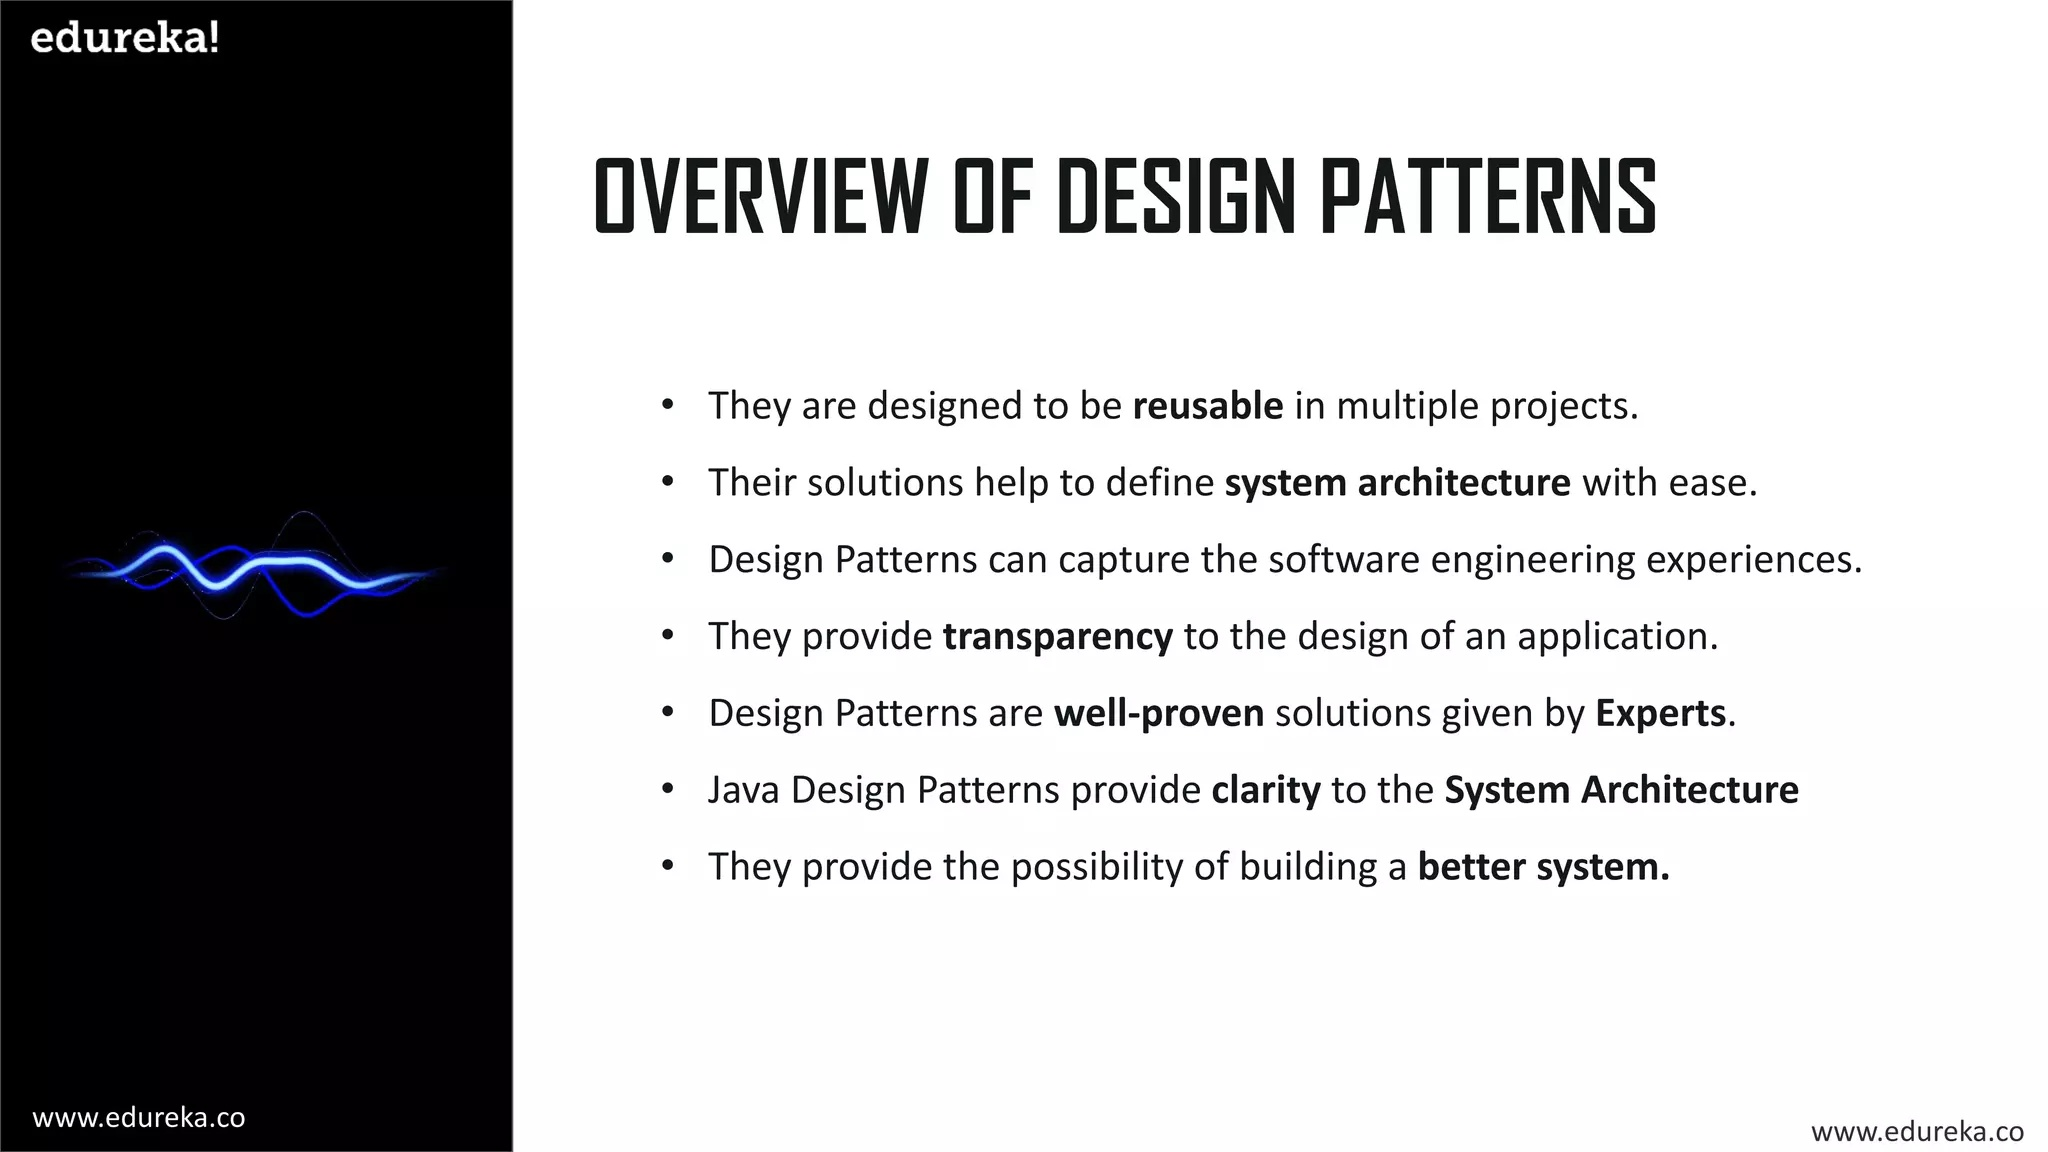 edureka!
OVERVIEW OF DESIGN PATTERNS
• They are designed to be reusable in multiple projects.
• Their solutions help to define system architecture with ease.
• Design Patterns can capture the software engineering experiences.
• They provide transparency to the design of an application.
• Design Patterns are well-proven solutions given by Experts.
• Java Design Patterns provide clarity to the System Architecture
• They provide the possibility of building a better system.
www.edureka.co
www.edureka.co